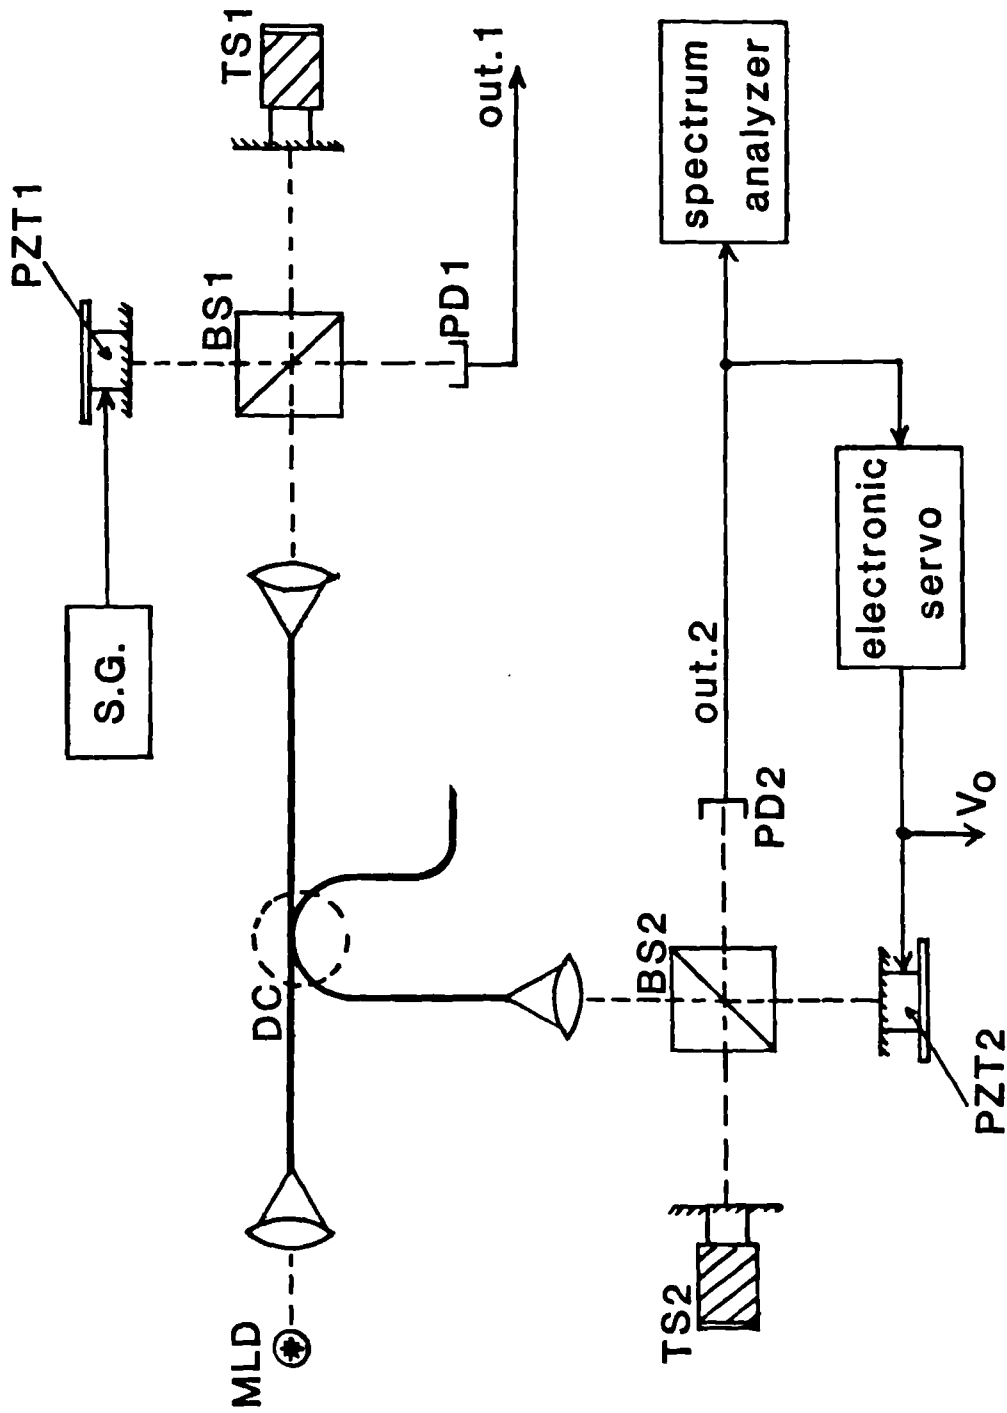 MLD
DC
S.G.
PZT1
BS1
TS1
PD1
out.1
TS2
BS2
PZT2
PD2
out.2
Vo
electronic
servo
spectrum
analyzer